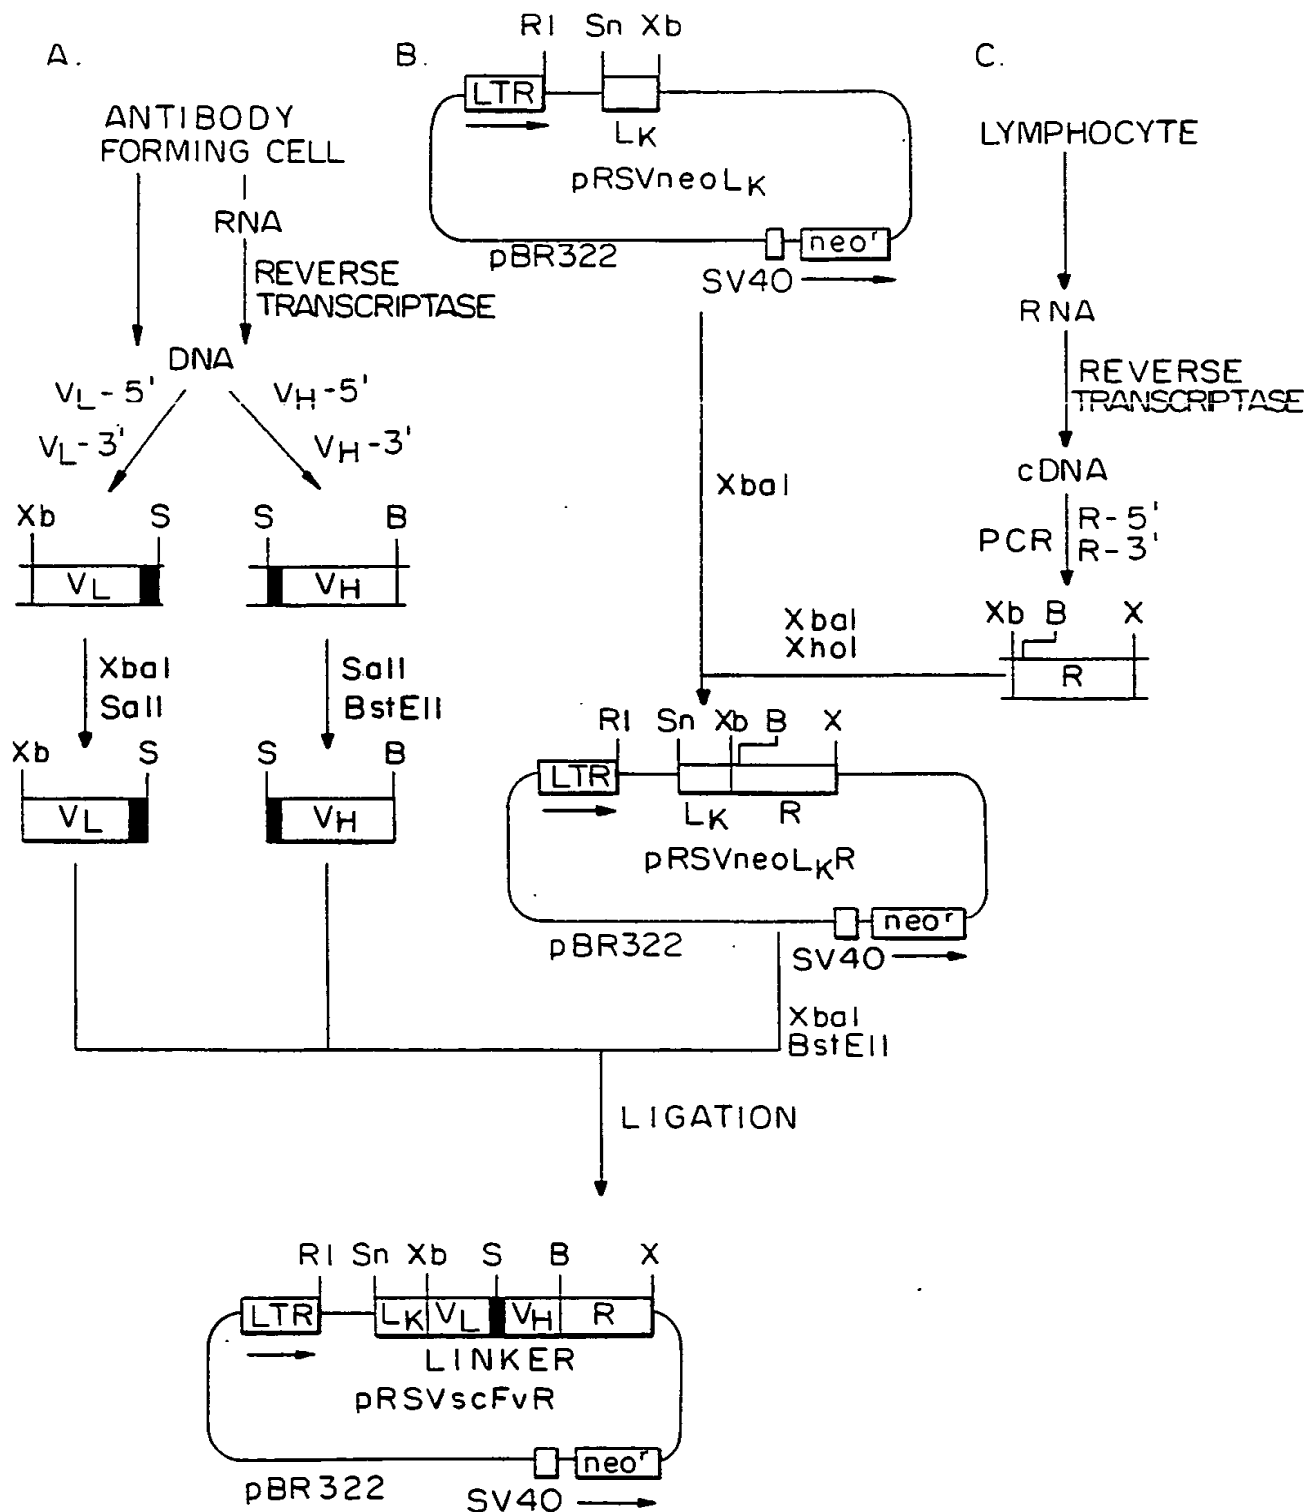 A.
ANTIBODY
FORMING CELL
RNA
REVERSE
TRANSCRIPTASE
DNA
VL-5'
VL-3'
VH-5'
VH-3'
Xb S
VL
S B
VH
XbaI
SalI
SalI
BstEII
Xb S
VL
S B
VH
B.
RI Sn Xb
LTR
LK
pRSVneoLK
pBR322
neor
SV40
XbaI
C.
LYMPHOCYTE
RNA
REVERSE
TRANSCRIPTASE
cDNA
PCR
R-5'
R-3'
Xb B X
R
XbaI
XhoI
RI Sn Xb B X
LTR
LK R
pRSVneoLKR
pBR322
neor
SV40
XbaI
BstEII
LIGATION
RI Sn Xb S B X
LTR LK VL VH R
LINKER
pRSVscFvR
pBR322
neor
SV40